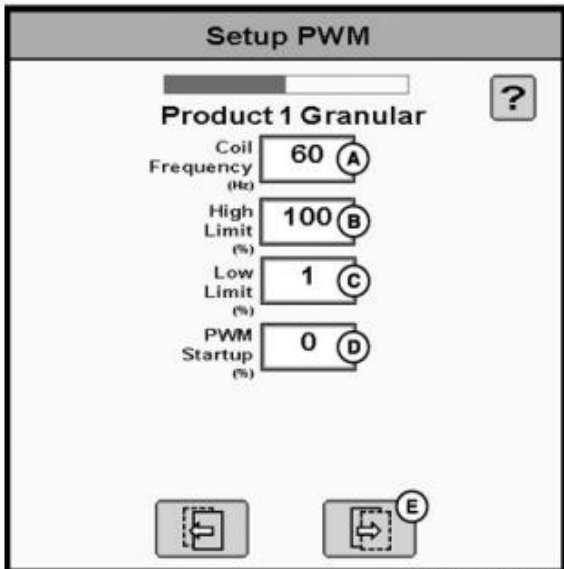 Setup PWM
?
Product 1 Granular
Coil
Frequency
(Hz)
60 A
High
Limit
(%)
100 B
Low
Limit
(%)
1 C
PWM
Startup
(%)
0 D
E